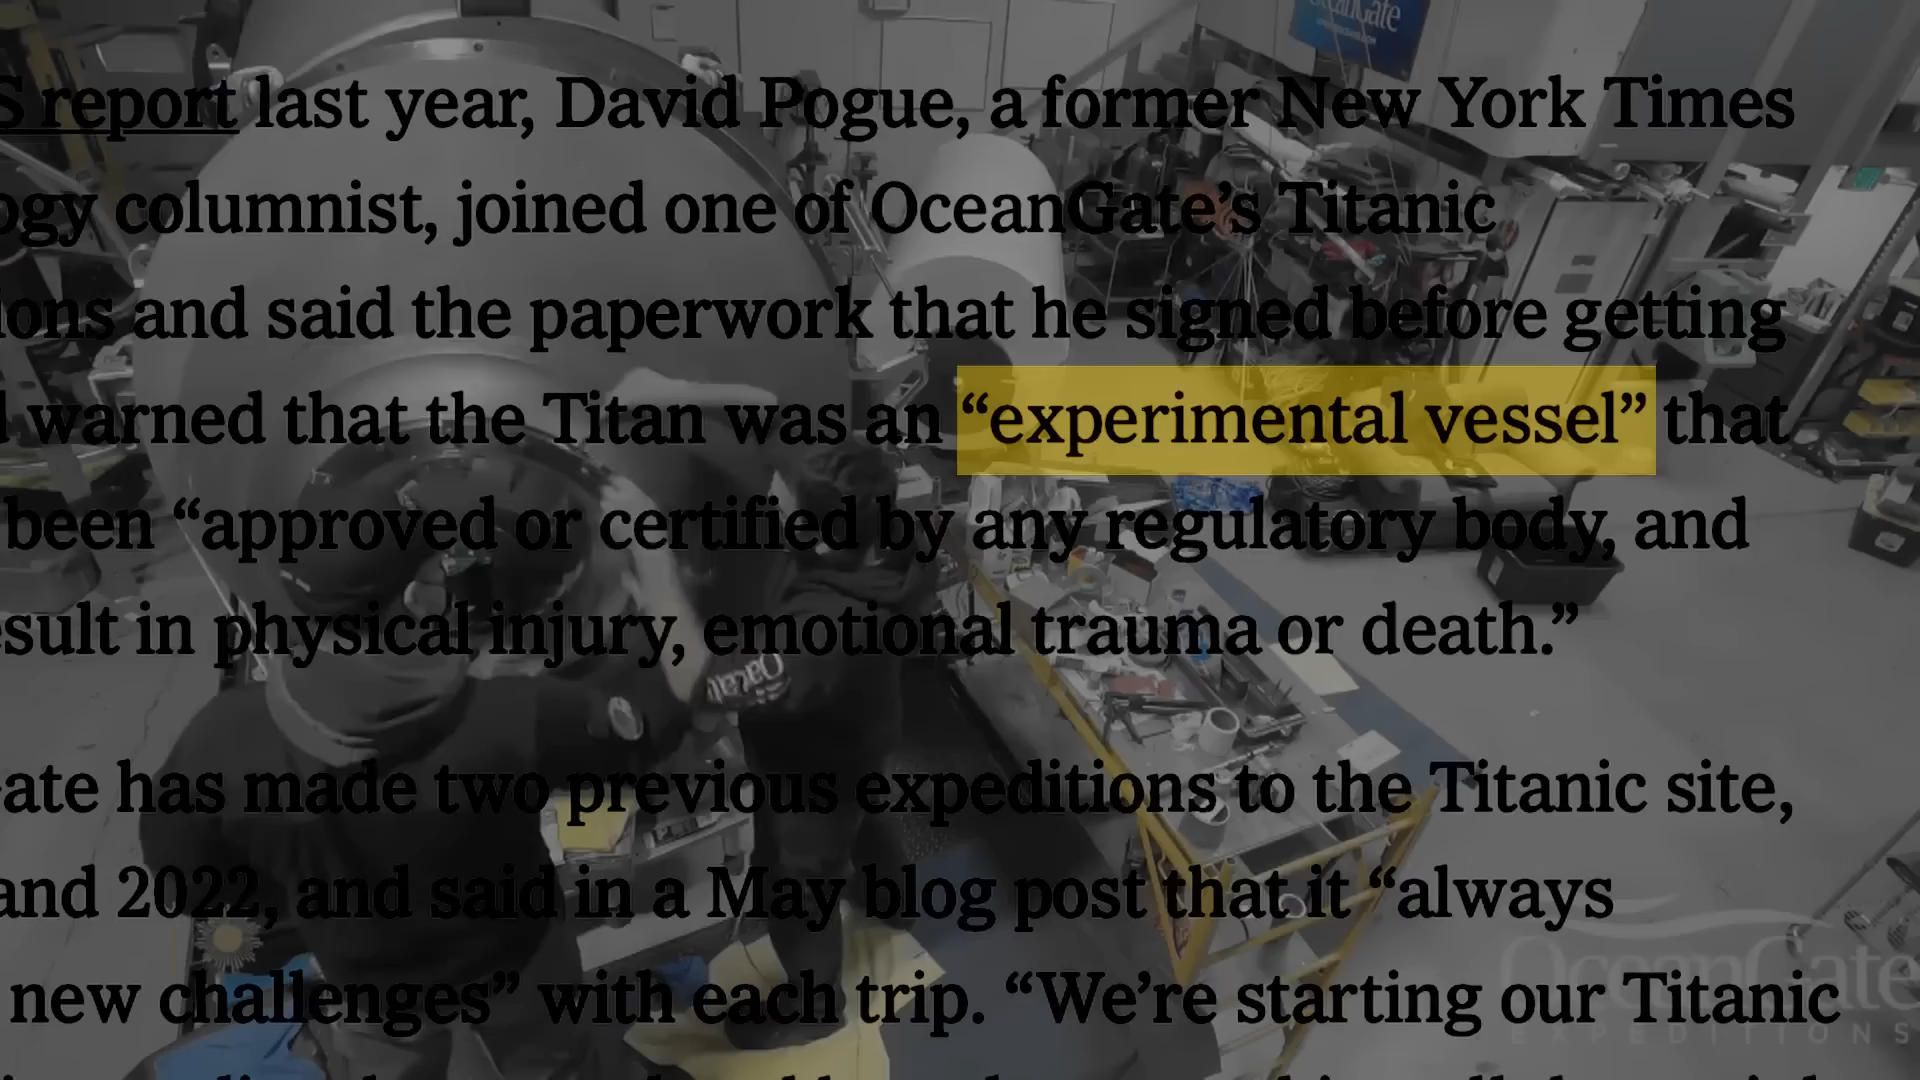 OceanGate
S report last year, David Pogue, a former New York Times
ogy columnist, joined one of OceanGate’s Titanic
ions and said the paperwork that he signed before getting
d warned that the Titan was an “experimental vessel” that
been “approved or certified by any regulatory body, and
esult in physical injury, emotional trauma or death.”
Gate has made two previous expeditions to the Titanic site,
and 2022, and said in a May blog post that it “always
new challenges” with each trip. “We’re starting our Titanic
OceanGate
EXPEDITIONS